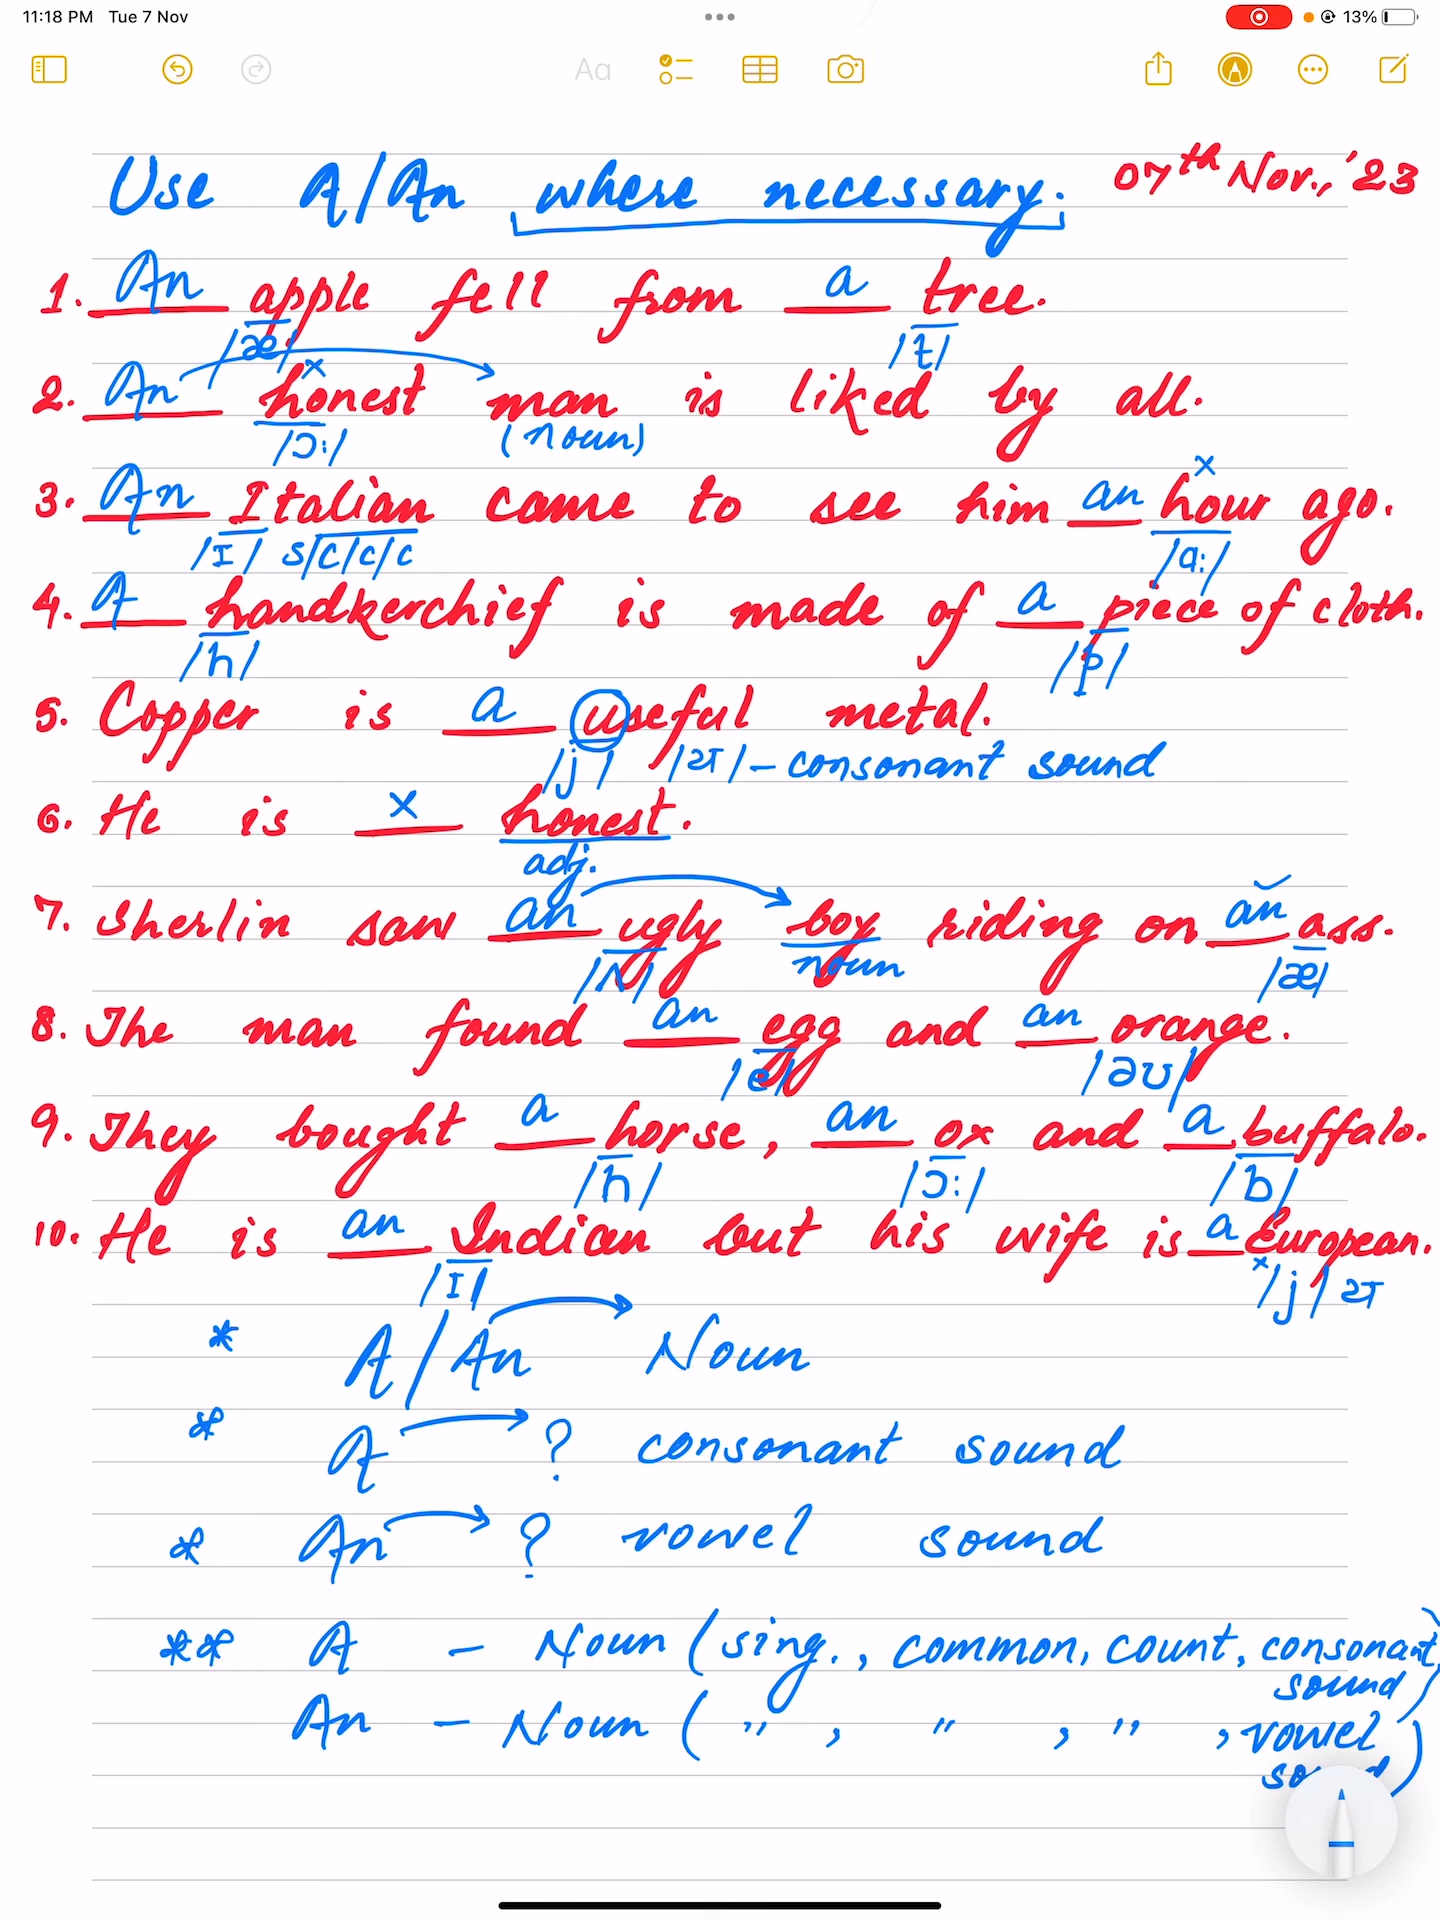 11:18 PM Tue 7 Nov
13%
Aa
Use A/An where necessary.
07th Nov., '23
1. An apple fell from a tree.
/æ/ /t/
2. An honest man is liked by all.
x
/ɔ:/ (noun)
3. An Italian came to see him an hour ago.
x
/I/ S/C/C/C /a:/
4. A handkerchief is made of a piece of cloth.
/h/ /p/
5. Copper is a useful metal.
/j/ /य/ – consonant sound
6. He is x honest.
adj.
7. Sherlin saw an ugly boy riding on an ass.
/ʌ/ noun /æ/
8. The man found an egg and an orange.
/e/ /əʊ/
9. They bought a horse, an ox and a buffalo.
/h/ /ɔ:/ /b/
10. He is an Indian but his wife is a European.
/I/ x/j/ य
* A/An Noun
* A ? consonant sound
* An ? vowel sound
** A – Noun (sing., common, count, consonant
sound)
An – Noun ( " , " , " , vowel